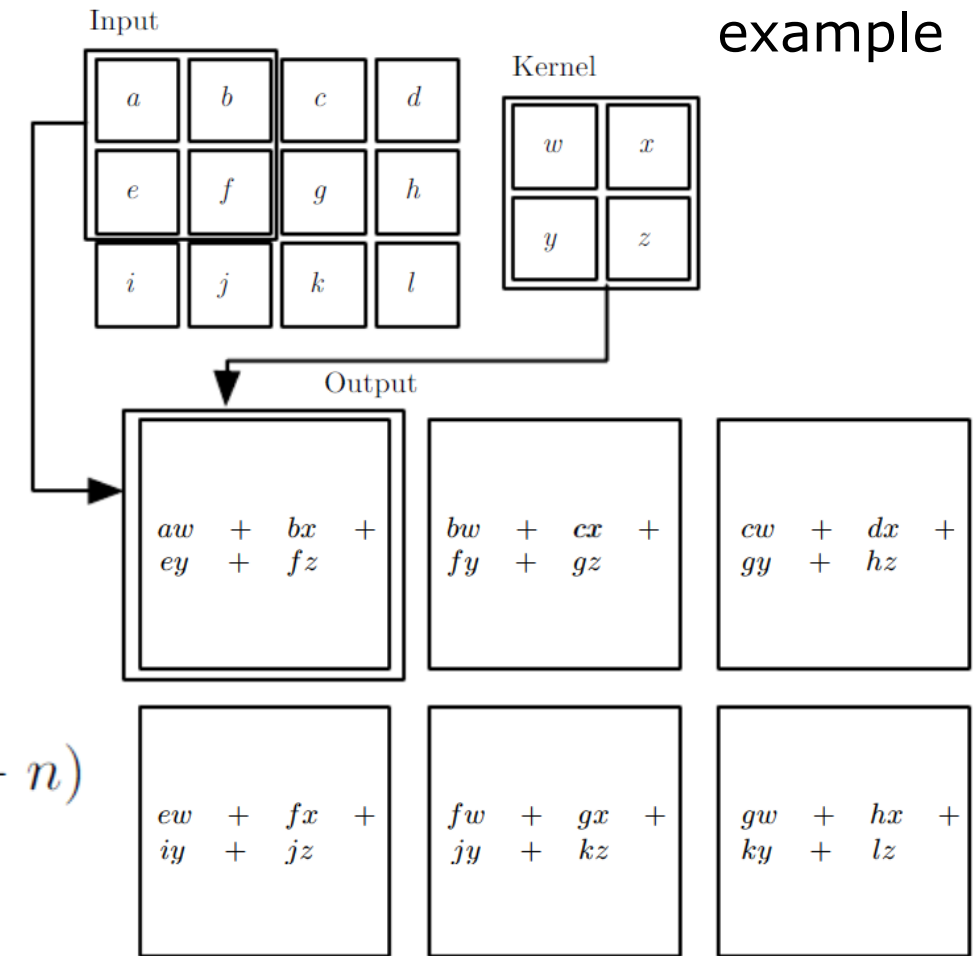 example
Input
Kernel
a b c d
e f g h
i j k l
w x
y z
Output
aw + bx +
ey + fz
bw + cx +
fy + gz
cw + dx +
gy + hz
- n)
ew + fx +
iy + jz
fw + gx +
jy + kz
gw + hx +
ky + lz